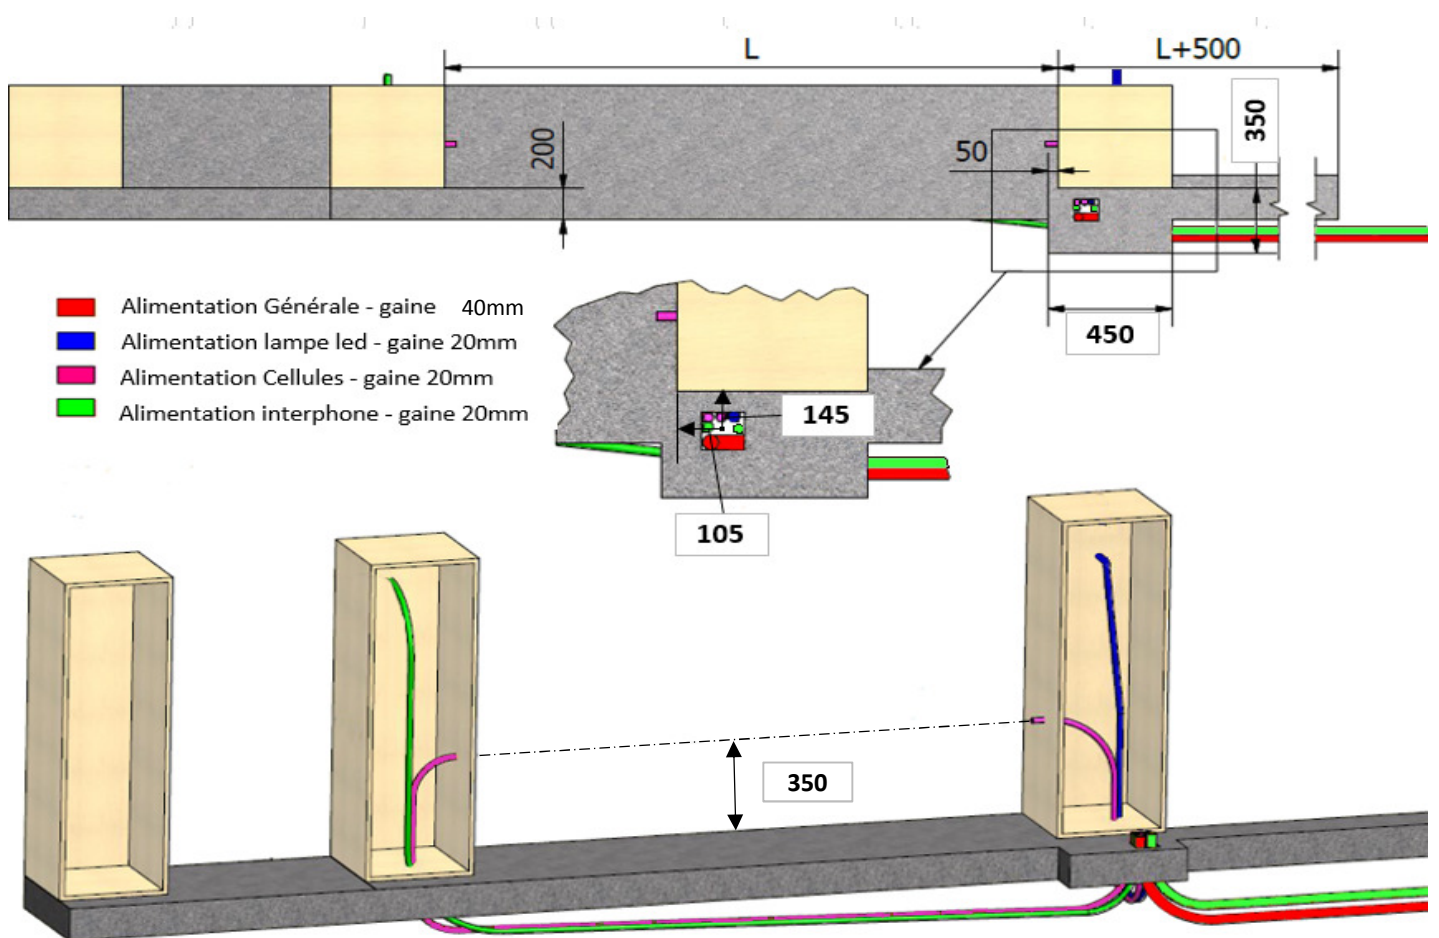 L
L+500
200
50
350
450
Alimentation Générale - gaine 40mm
Alimentation lampe led - gaine 20mm
Alimentation Cellules - gaine 20mm
Alimentation interphone - gaine 20mm
145
105
350